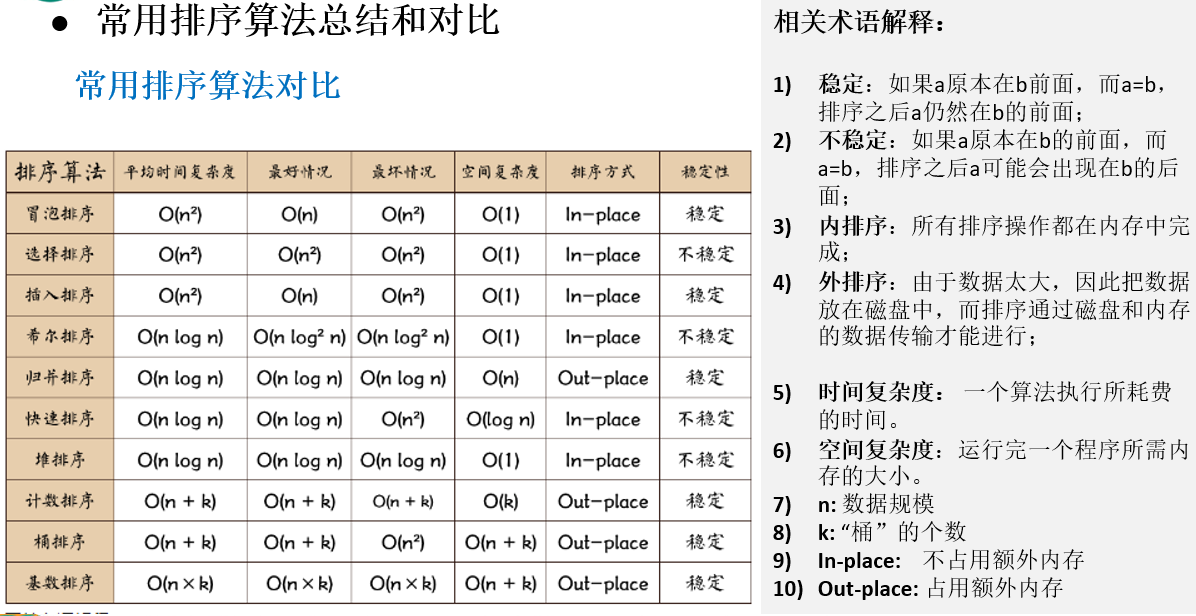 ● 常用排序算法总结和对比
常用排序算法对比
排序算法 平均时间复杂度 最好情况 最坏情况 空间复杂度 排序方式 稳定性
冒泡排序 O(n²) O(n) O(n²) O(1) In-place 稳定
选择排序 O(n²) O(n²) O(n²) O(1) In-place 不稳定
插入排序 O(n²) O(n) O(n²) O(1) In-place 稳定
希尔排序 O(n log n) O(n log² n) O(n log² n) O(1) In-place 不稳定
归并排序 O(n log n) O(n log n) O(n log n) O(n) Out-place 稳定
快速排序 O(n log n) O(n log n) O(n²) O(log n) In-place 不稳定
堆排序 O(n log n) O(n log n) O(n log n) O(1) In-place 不稳定
计数排序 O(n + k) O(n + k) O(n + k) O(k) Out-place 稳定
桶排序 O(n + k) O(n + k) O(n²) O(n + k) Out-place 稳定
基数排序 O(n×k) O(n×k) O(n×k) O(n + k) Out-place 稳定
相关术语解释：
1) 稳定：如果a原本在b前面，而a=b，
排序之后a仍然在b的前面；
2) 不稳定：如果a原本在b的前面，而
a=b，排序之后a可能会出现在b的后
面；
3) 内排序：所有排序操作都在内存中完
成；
4) 外排序：由于数据太大，因此把数据
放在磁盘中，而排序通过磁盘和内存
的数据传输才能进行；
5) 时间复杂度： 一个算法执行所耗费
的时间。
6) 空间复杂度：运行完一个程序所需内
存的大小。
7) n: 数据规模
8) k: “桶”的个数
9) In-place: 不占用额外内存
10) Out-place: 占用额外内存